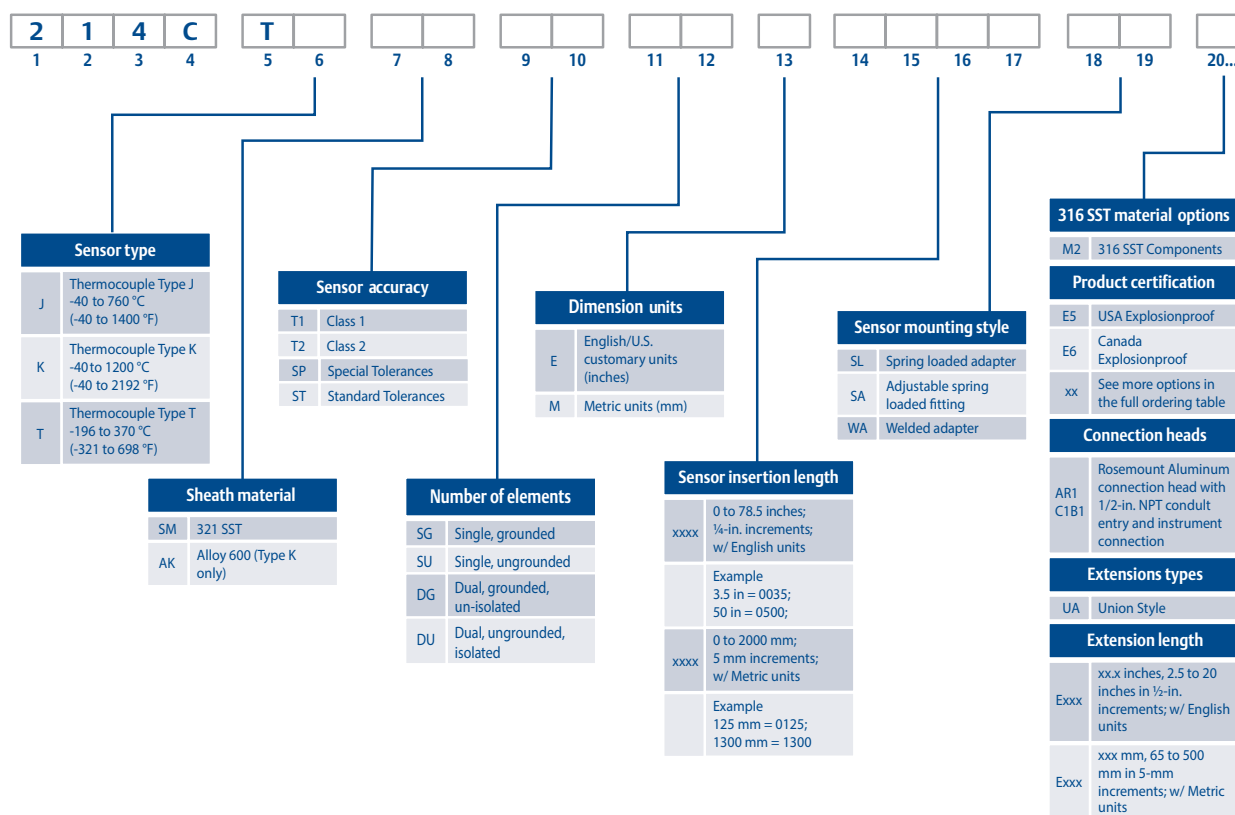 2 1 4 C T
1 2 3 4 5 6 7 8 9 10 11 12 13 14 15 16 17 18 19 20...
Sensor type
J Thermocouple Type J
-40 to 760 °C
(-40 to 1400 °F)
K Thermocouple Type K
-40 to 1200 °C
(-40 to 2192 °F)
T Thermocouple Type T
-196 to 370 °C
(-321 to 698 °F)
Sheath material
SM 321 SST
AK Alloy 600 (Type K
only)
Sensor accuracy
T1 Class 1
T2 Class 2
SP Special Tolerances
ST Standard Tolerances
Number of elements
SG Single, grounded
SU Single, ungrounded
DG Dual, grounded,
un-isolated
DU Dual, ungrounded,
isolated
Dimension units
E English/U.S.
customary units
(inches)
M Metric units (mm)
Sensor insertion length
xxxx 0 to 78.5 inches;
¼-in. increments;
w/ English units
Example
3.5 in = 0035;
50 in = 0500;
xxxx 0 to 2000 mm;
5 mm increments;
w/ Metric units
Example
125 mm = 0125;
1300 mm = 1300
Sensor mounting style
SL Spring loaded adapter
SA Adjustable spring
loaded fitting
WA Welded adapter
316 SST material options
M2 316 SST Components
Product certification
E5 USA Explosionproof
E6 Canada
Explosionproof
xx See more options in
the full ordering table
Connection heads
AR1
C1B1
Rosemount Aluminum
connection head with
1/2-in. NPT condult
entry and instrument
connection
Extensions types
UA Union Style
Extension length
Exxx xx.x inches, 2.5 to 20
inches in ½-in.
increments; w/ English
units
Exxx xxx mm, 65 to 500
mm in 5-mm
increments; w/ Metric
units